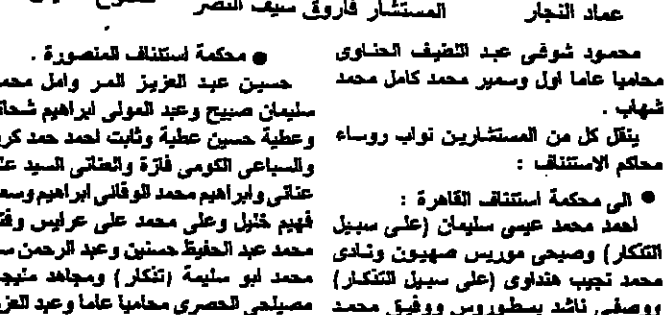 عماد النجار
المستشار فاروق سيف النصر
محمود شوقى عبد اللطيف الحناوى
محاميا عاما اول وسمير محمد كامل محمد
شهاب .
ينقل كل من المستشارين نواب روساء
محاكم الاستئناف :
● الى محكمة استئناف القاهرة :
احمد محمد عيسى سليمان (على سبيل
التذكار) وصبحى موريس صهيون ونادى
محمد نجيب هنداوى (على سبيل التذكار)
ووصفى ناشد بسطوروس ووفيق محمد
● محكمة استئناف المنصورة .
حسين عبد العزيز المر وامل محمد
سليمان صبيح وعبد المولى ابراهيم شحاتة
وعطية حسين عطية وثابت احمد حمد
والسباعى الكومى فازة والعنانى السيد
عنانى وابراهيم محمد الوفانى ابراهيم
فهيم خليل وعلى محمد على عرابس
محمد عبد الحفيظ حسنين وعبد الرحمن
محمد ابو سليمة (تذكار) ومجاهد
مصيلحى الحصرى محاميا عاما وعبد